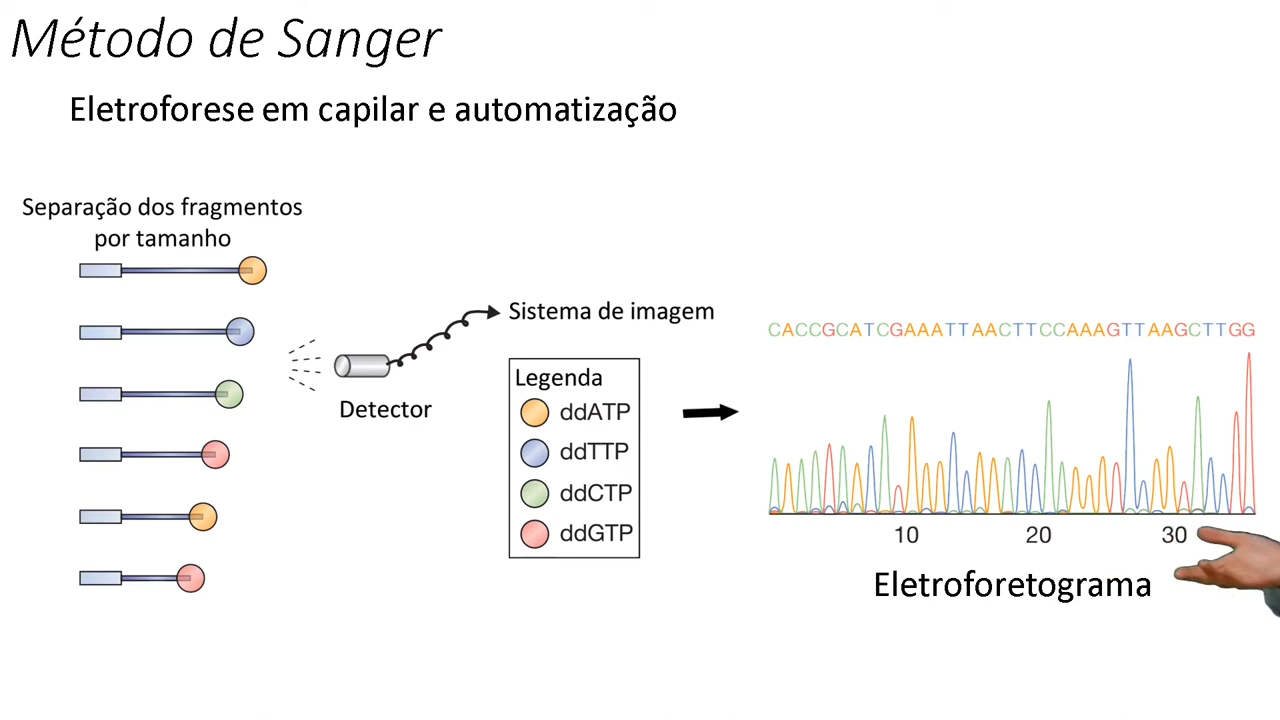 Método de Sanger
Eletroforese em capilar e automatização
Separação dos fragmentos
por tamanho
Sistema de imagem
Detector
Legenda
ddATP
ddTTP
ddCTP
ddGTP
CACCGCATCGAAATTAACTTCCAAAGTTAAGCTTGG
10 20 30
Eletroforetograma